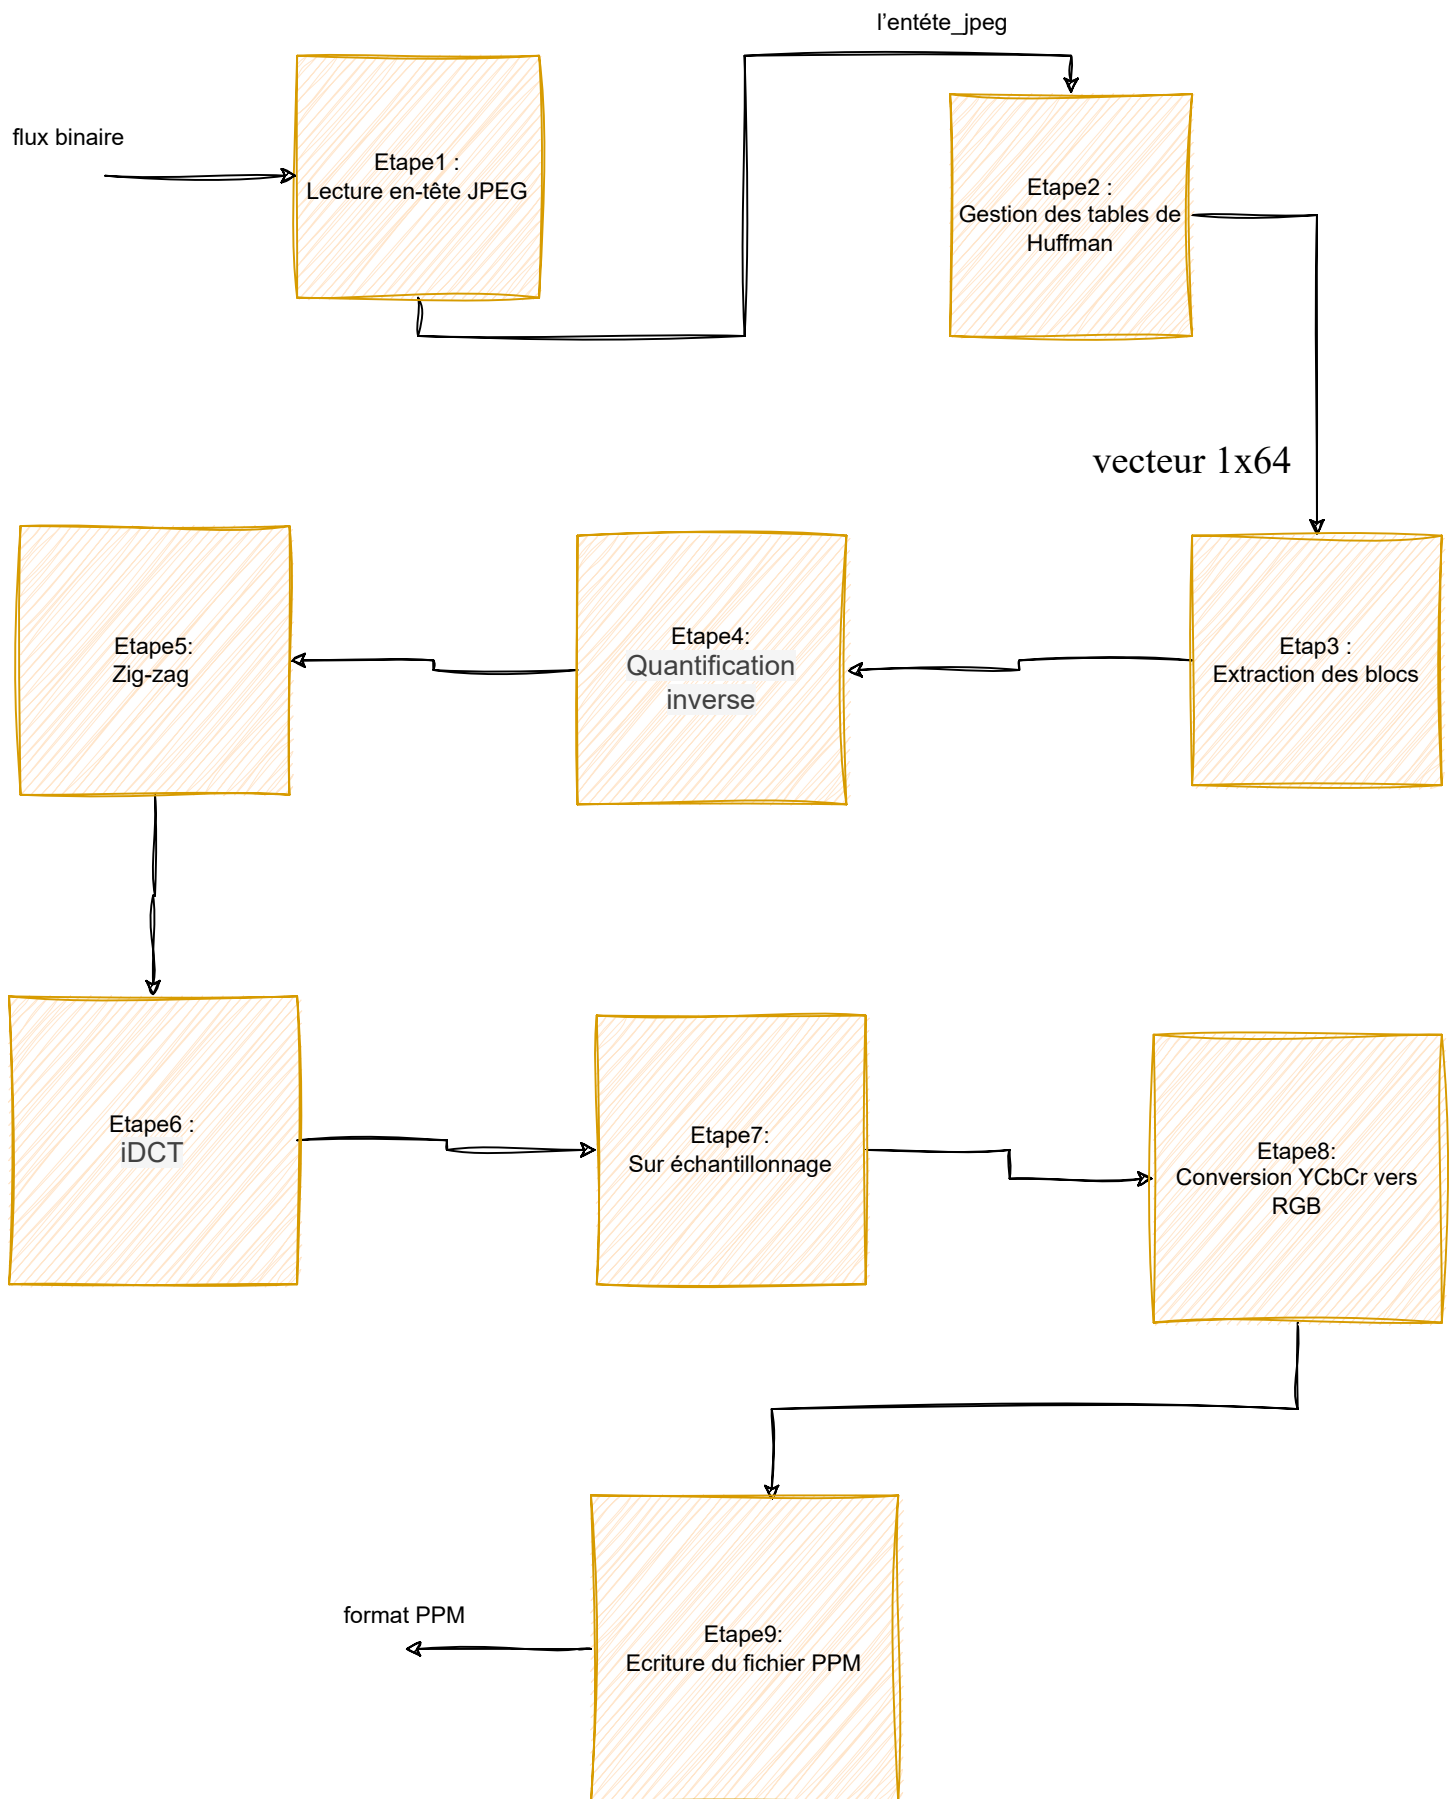 l'entéte_jpeg
flux binaire
Etape1 :
Lecture en-tête JPEG
Etape2 :
Gestion des tables de
Huffman
vecteur 1x64
Etape5:
Zig-zag
Etape4:
Quantification
inverse
Etap3 :
Extraction des blocs
Etape6 :
iDCT
Etape7:
Sur échantillonnage
Etape8:
Conversion YCbCr vers
RGB
format PPM
Etape9:
Ecriture du fichier PPM